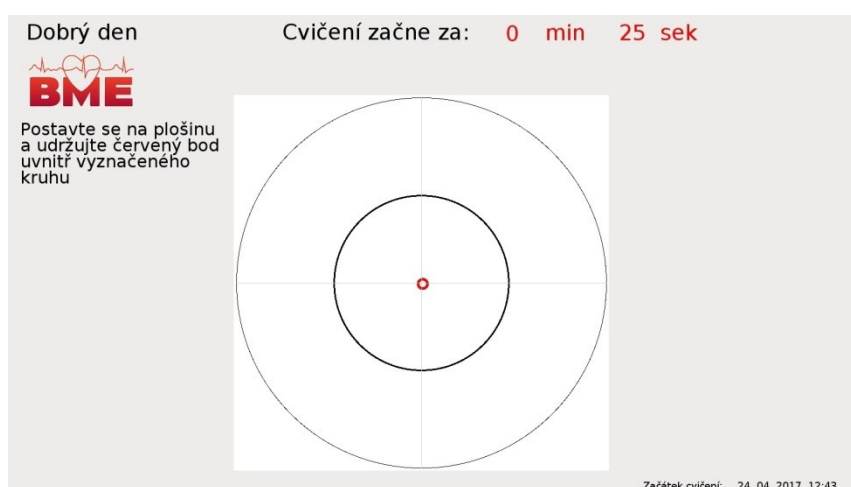 Dobrý den
Cvičení začne za: 0 min 25 sek
BME
Postavte se na plošinu
a udržujte červený bod
uvnitř vyznačeného
kruhu
Začátek cvičení: 24. 04. 2017 12:43